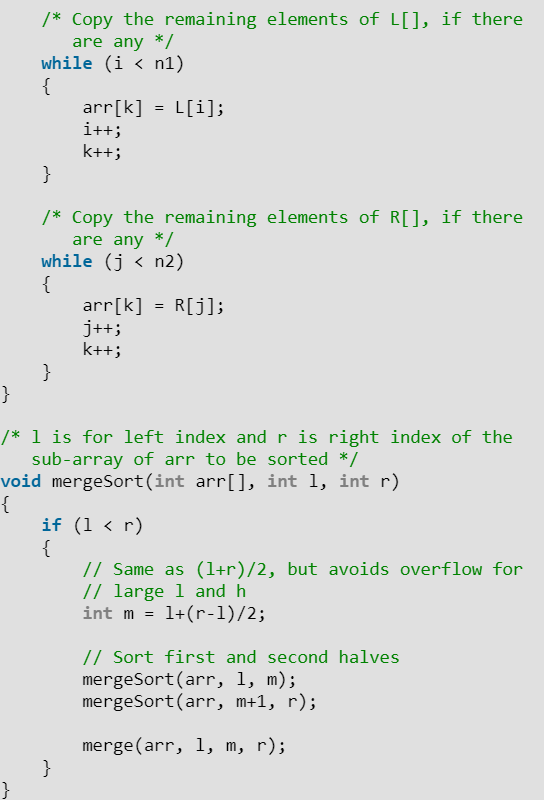 /* Copy the remaining elements of L[], if there
are any */
while (i < n1)
{
arr[k] = L[i];
i++;
k++;
}
/* Copy the remaining elements of R[], if there
are any */
while (j < n2)
{
arr[k] = R[j];
j++;
k++;
}
}
/* l is for left index and r is right index of the
sub-array of arr to be sorted */
void mergeSort(int arr[], int l, int r)
{
if (l < r)
{
// Same as (l+r)/2, but avoids overflow for
// large l and h
int m = l+(r-l)/2;
// Sort first and second halves
mergeSort(arr, l, m);
mergeSort(arr, m+1, r);
merge(arr, l, m, r);
}
}